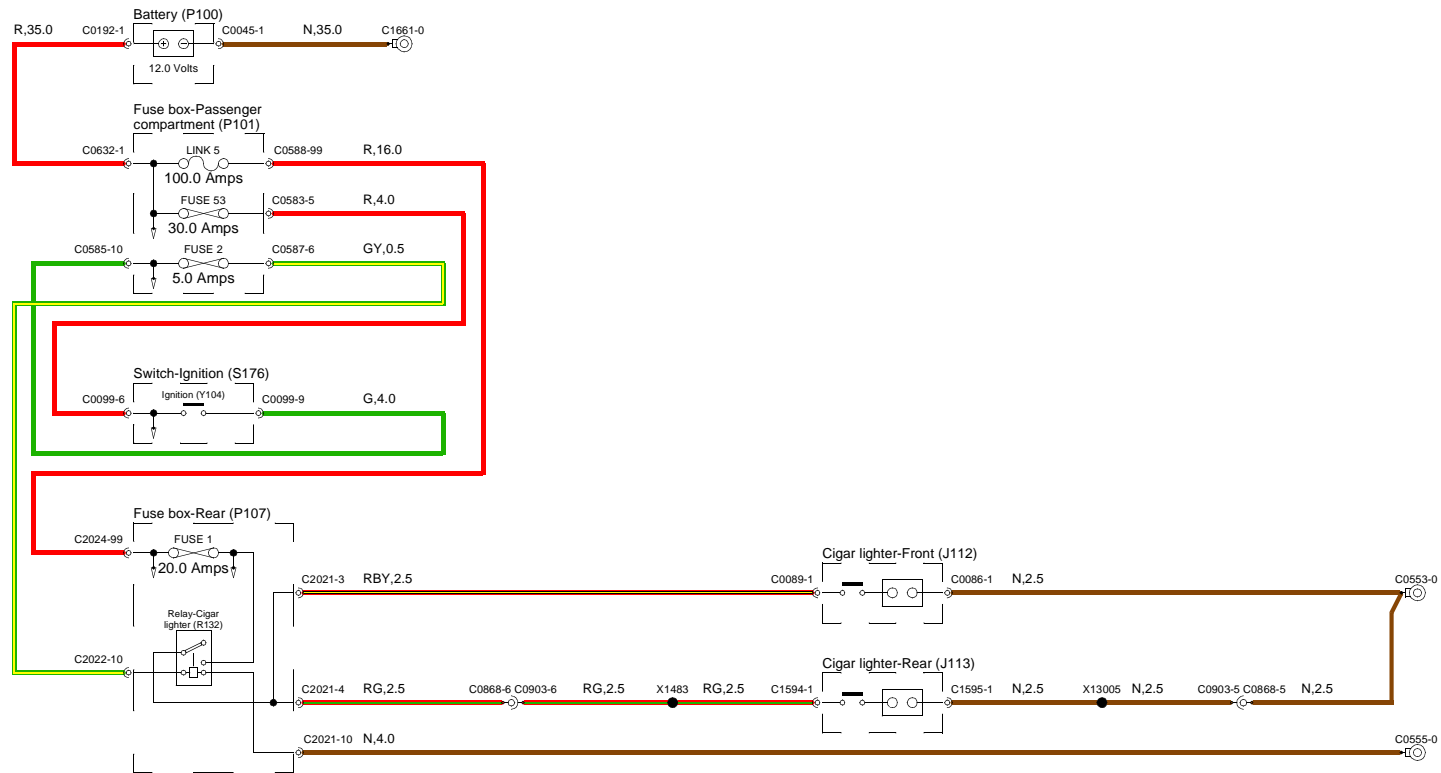 Battery (P100)
R,35.0 C0192-1 C0045-1 N,35.0 C1661-0
12.0 Volts
Fuse box-Passenger
compartment (P101)
C0632-1 LINK 5 C0588-99 R,16.0
100.0 Amps
FUSE 53 C0583-5 R,4.0
30.0 Amps
C0585-10 FUSE 2 C0587-6 GY,0.5
5.0 Amps
Switch-Ignition (S176)
C0099-6 Ignition (Y104) C0099-9 G,4.0
Fuse box-Rear (P107)
C2024-99 FUSE 1
20.0 Amps
Cigar lighter-Front (J112)
C2021-3 RBY,2.5 C0089-1 C0086-1 N,2.5 C0553-0
Relay-Cigar
lighter (R132)
C2022-10
Cigar lighter-Rear (J113)
C2021-4 RG,2.5 C0868-6 C0903-6 RG,2.5 X1483 RG,2.5 C1594-1 C1595-1 N,2.5 X13005 N,2.5 C0903-5 C0868-5 N,2.5
C2021-10 N,4.0 C0555-0